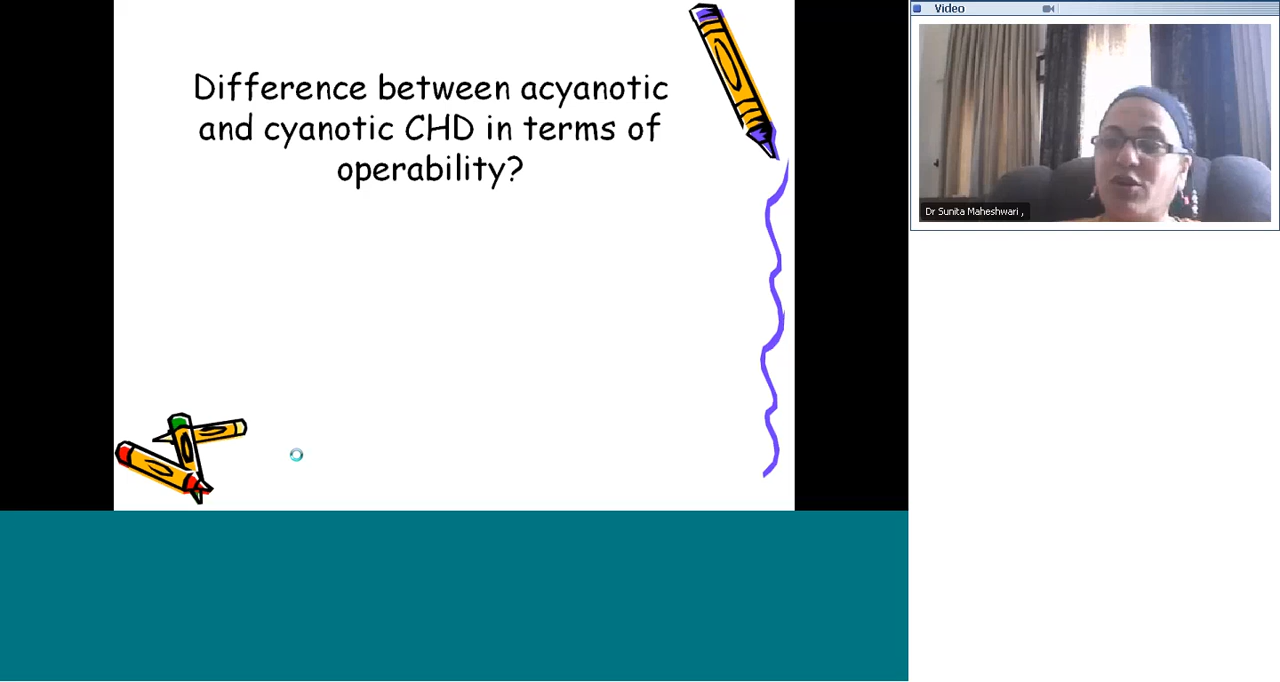 Difference between acyanotic
and cyanotic CHD in terms of
operability?
Video
Dr Sunita Maheshwari ,